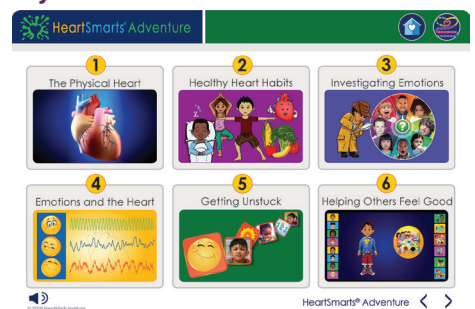 HeartSmarts® Adventure
1
The Physical Heart
2
Healthy Heart Habits
3
Investigating Emotions
?
z z z
4
Emotions and the Heart
5
Getting Unstuck
6
Helping Others Feel Good
HeartSmarts® Adventure